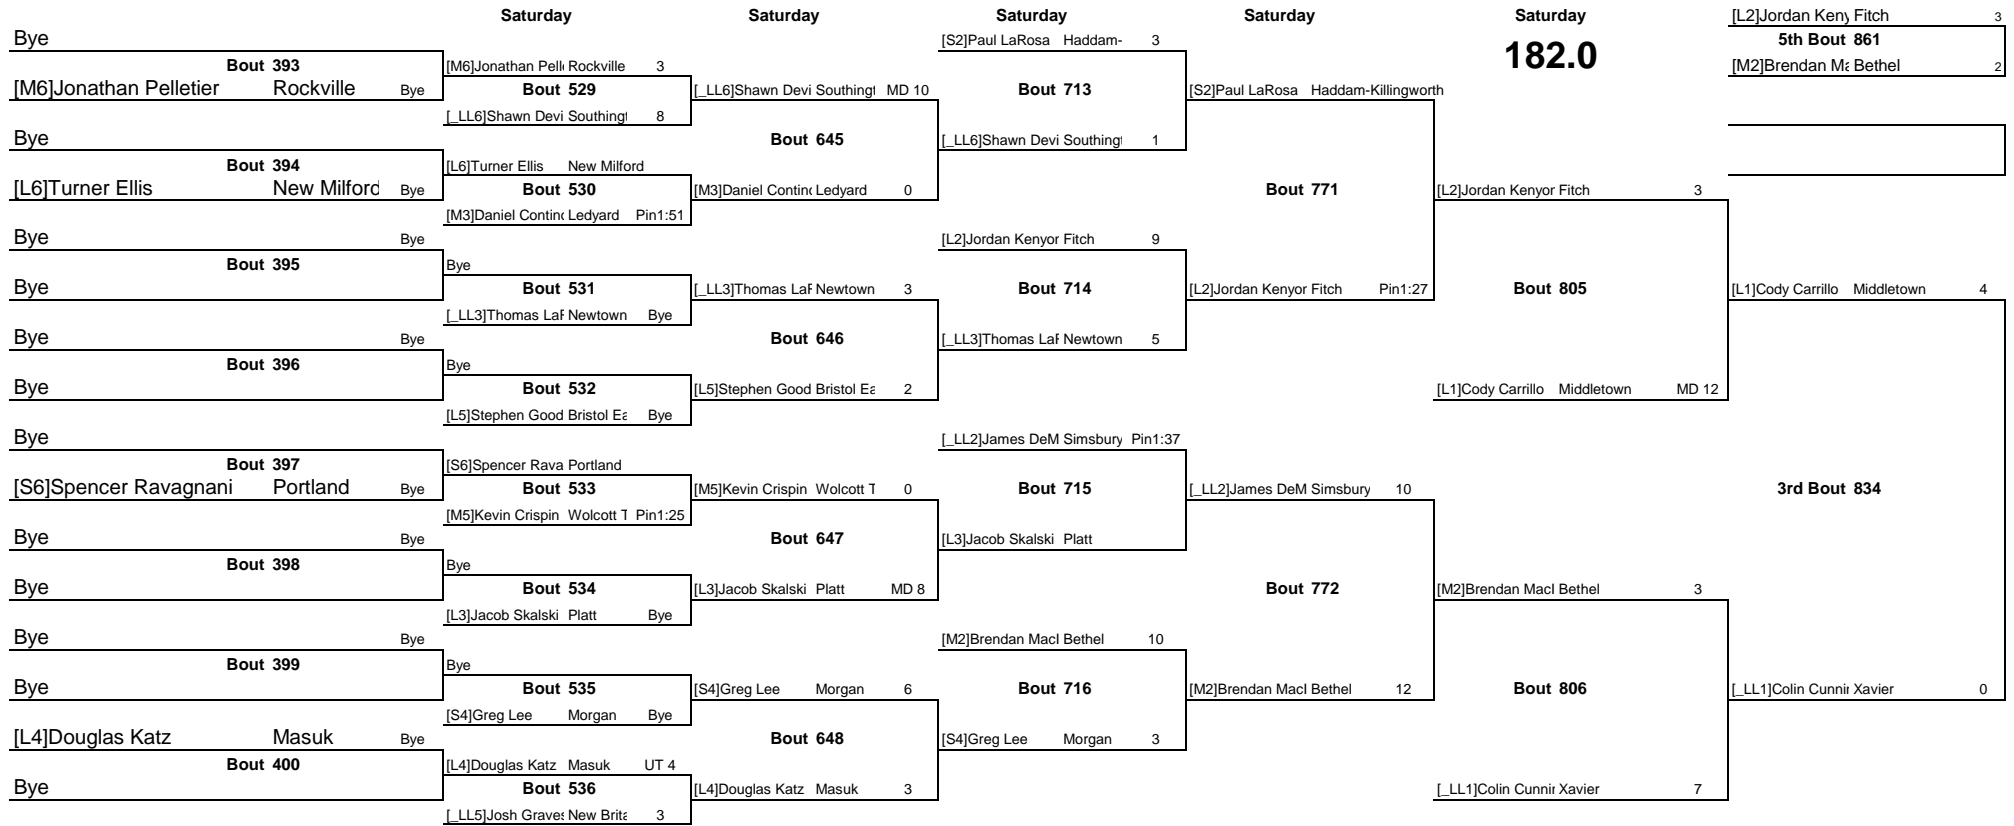 Saturday Saturday Saturday Saturday Saturday [L2]Jordan Keny Fitch 3
Bye [S2]Paul LaRosa Haddam- 3 182.0 5th Bout 861
Bout 393 [M6]Jonathan Pell Rockville 3 [M2]Brendan Ma Bethel 2
[M6]Jonathan Pelletier Rockville Bye Bout 529 [_LL6]Shawn Devi Southingt MD 10 Bout 713 [S2]Paul LaRosa Haddam-Killingworth
[_LL6]Shawn Devi Southingt 8
Bye Bout 645 [_LL6]Shawn Devi Southingt 1
Bout 394 [L6]Turner Ellis New Milford
[L6]Turner Ellis New Milford Bye Bout 530 [M3]Daniel Contino Ledyard 0 Bout 771 [L2]Jordan Kenyor Fitch 3
[M3]Daniel Contino Ledyard Pin1:51
Bye Bye [L2]Jordan Kenyor Fitch 9
Bout 395 Bye
Bye Bout 531 [_LL3]Thomas LaF Newtown 3 Bout 714 [L2]Jordan Kenyor Fitch Pin1:27 Bout 805 [L1]Cody Carrillo Middletown 4
[_LL3]Thomas LaF Newtown Bye
Bye Bye Bout 646 [_LL3]Thomas LaF Newtown 5
Bout 396 Bye
Bye Bout 532 [L5]Stephen Good Bristol Ea 2 [L1]Cody Carrillo Middletown MD 12
[L5]Stephen Good Bristol Ea Bye
Bye [_LL2]James DeM Simsbury Pin1:37
Bout 397 [S6]Spencer Rava Portland
[S6]Spencer Ravagnani Portland Bye Bout 533 [M5]Kevin Crispin Wolcott T 0 Bout 715 [_LL2]James DeM Simsbury 10 3rd Bout 834
[M5]Kevin Crispin Wolcott T Pin1:25
Bye Bye Bout 647 [L3]Jacob Skalski Platt
Bout 398 Bye
Bye Bout 534 [L3]Jacob Skalski Platt MD 8 Bout 772 [M2]Brendan Macl Bethel 3
[L3]Jacob Skalski Platt Bye
Bye Bye [M2]Brendan Macl Bethel 10
Bout 399 Bye
Bye Bout 535 [S4]Greg Lee Morgan 6 Bout 716 [M2]Brendan Macl Bethel 12 Bout 806 [_LL1]Colin Cunnir Xavier 0
[S4]Greg Lee Morgan Bye
[L4]Douglas Katz Masuk Bye Bout 648 [S4]Greg Lee Morgan 3
Bout 400 [L4]Douglas Katz Masuk UT 4
Bye Bout 536 [L4]Douglas Katz Masuk 3 [_LL1]Colin Cunnir Xavier 7
[_LL5]Josh Graves New Brita 3